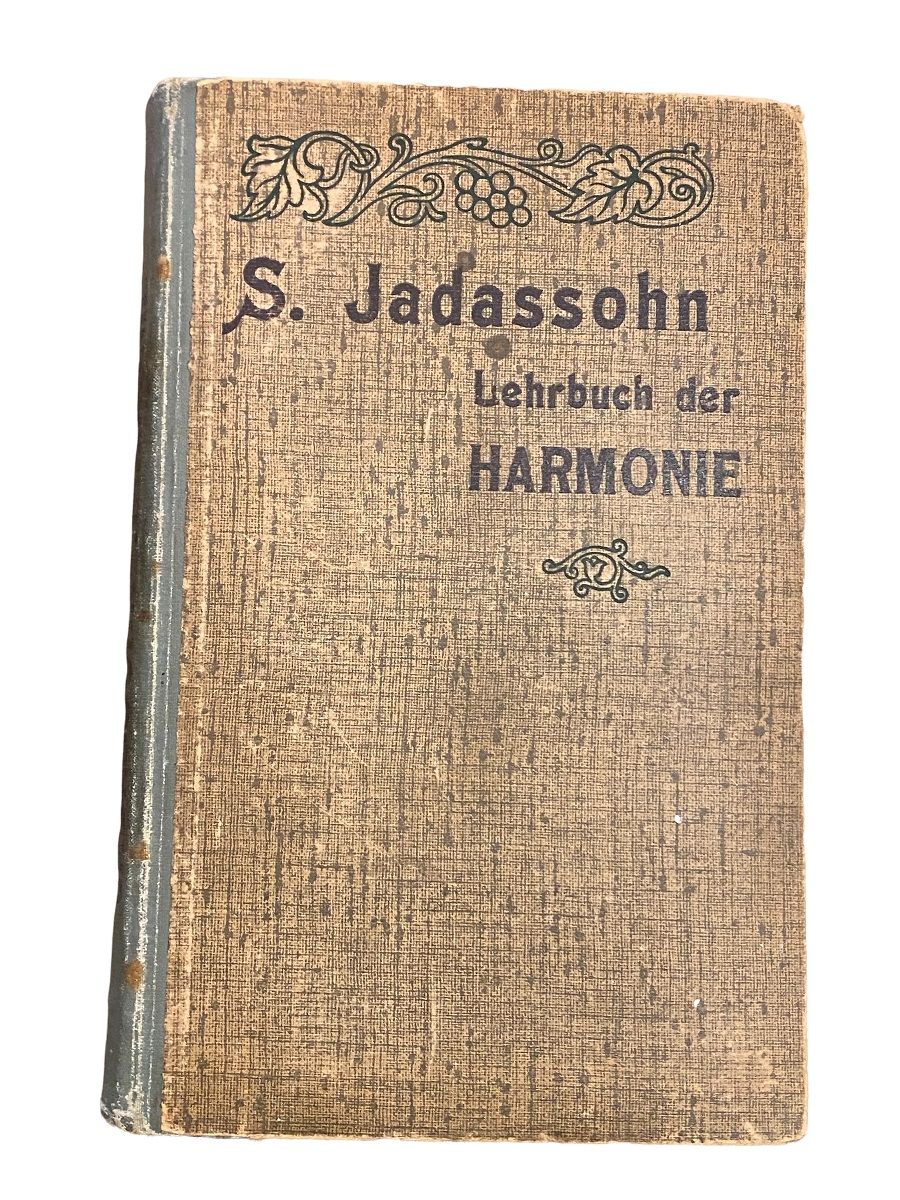 S. Jadassohn
Lehrbuch der
HARMONIE